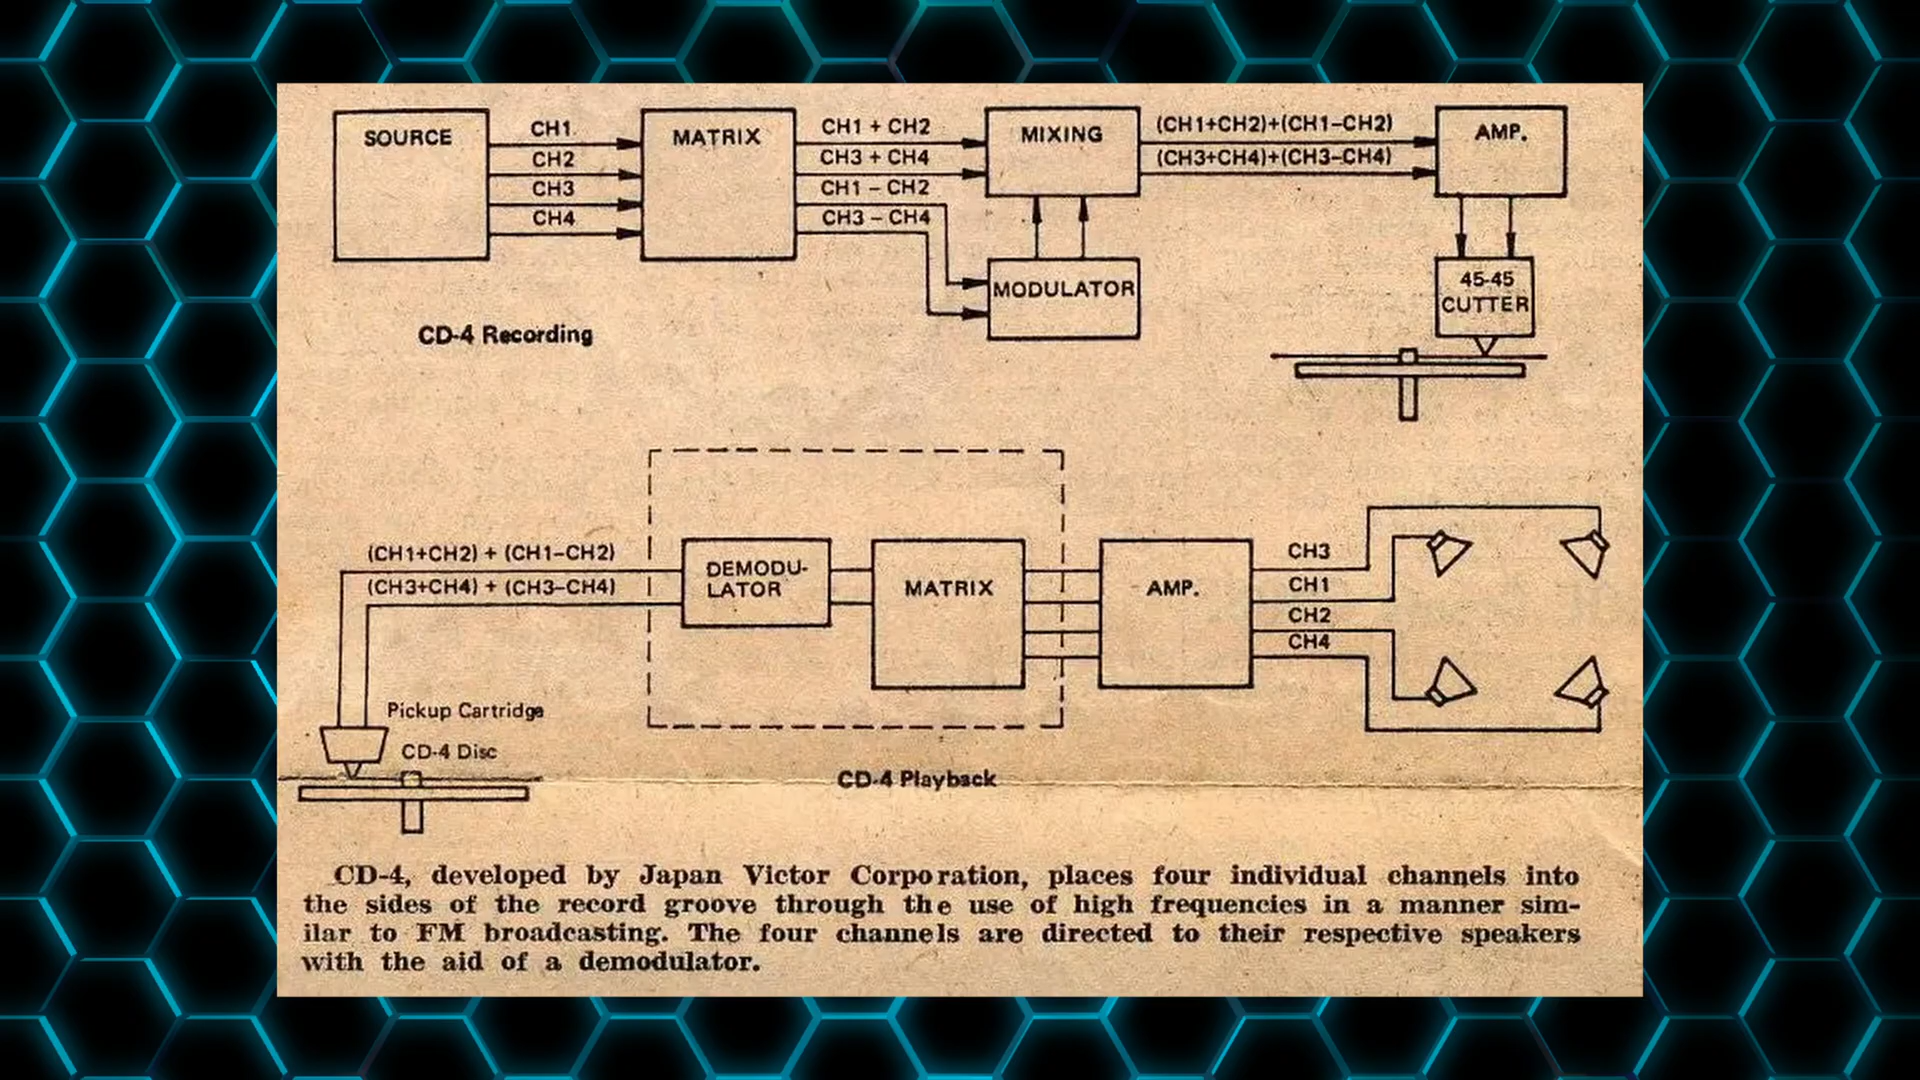 SOURCE
CH1
CH2
CH3
CH4
MATRIX
CH1 + CH2
CH3 + CH4
CH1 – CH2
CH3 – CH4
MIXING
MODULATOR
(CH1+CH2)+(CH1–CH2)
(CH3+CH4)+(CH3–CH4)
AMP.
45-45
CUTTER
CD-4 Recording
(CH1+CH2) + (CH1–CH2)
(CH3+CH4) + (CH3–CH4)
DEMODU-
LATOR
MATRIX
AMP.
CH3
CH1
CH2
CH4
Pickup Cartridge
CD-4 Disc
CD-4 Playback
CD-4, developed by Japan Victor Corporation, places four individual channels into
the sides of the record groove through the use of high frequencies in a manner sim-
ilar to FM broadcasting. The four channels are directed to their respective speakers
with the aid of a demodulator.